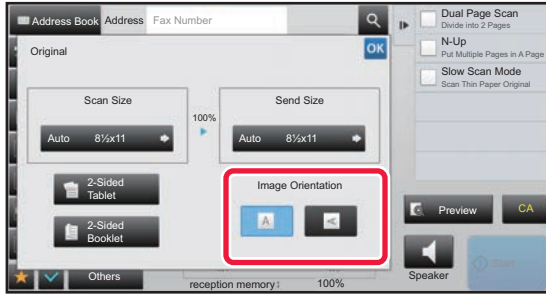 Address Book Address Fax Number
Original
OK
Scan Size
100%
Send Size
Auto 8½x11
Auto 8½x11
2-Sided
Tablet
2-Sided
Booklet
Image Orientation
A
A
Others
reception memory: 100%
Dual Page Scan
Divide into 2 Pages
N-Up
Put Multiple Pages in A Page
Slow Scan Mode
Scan Thin Paper Original
Preview
CA
Speaker
Start